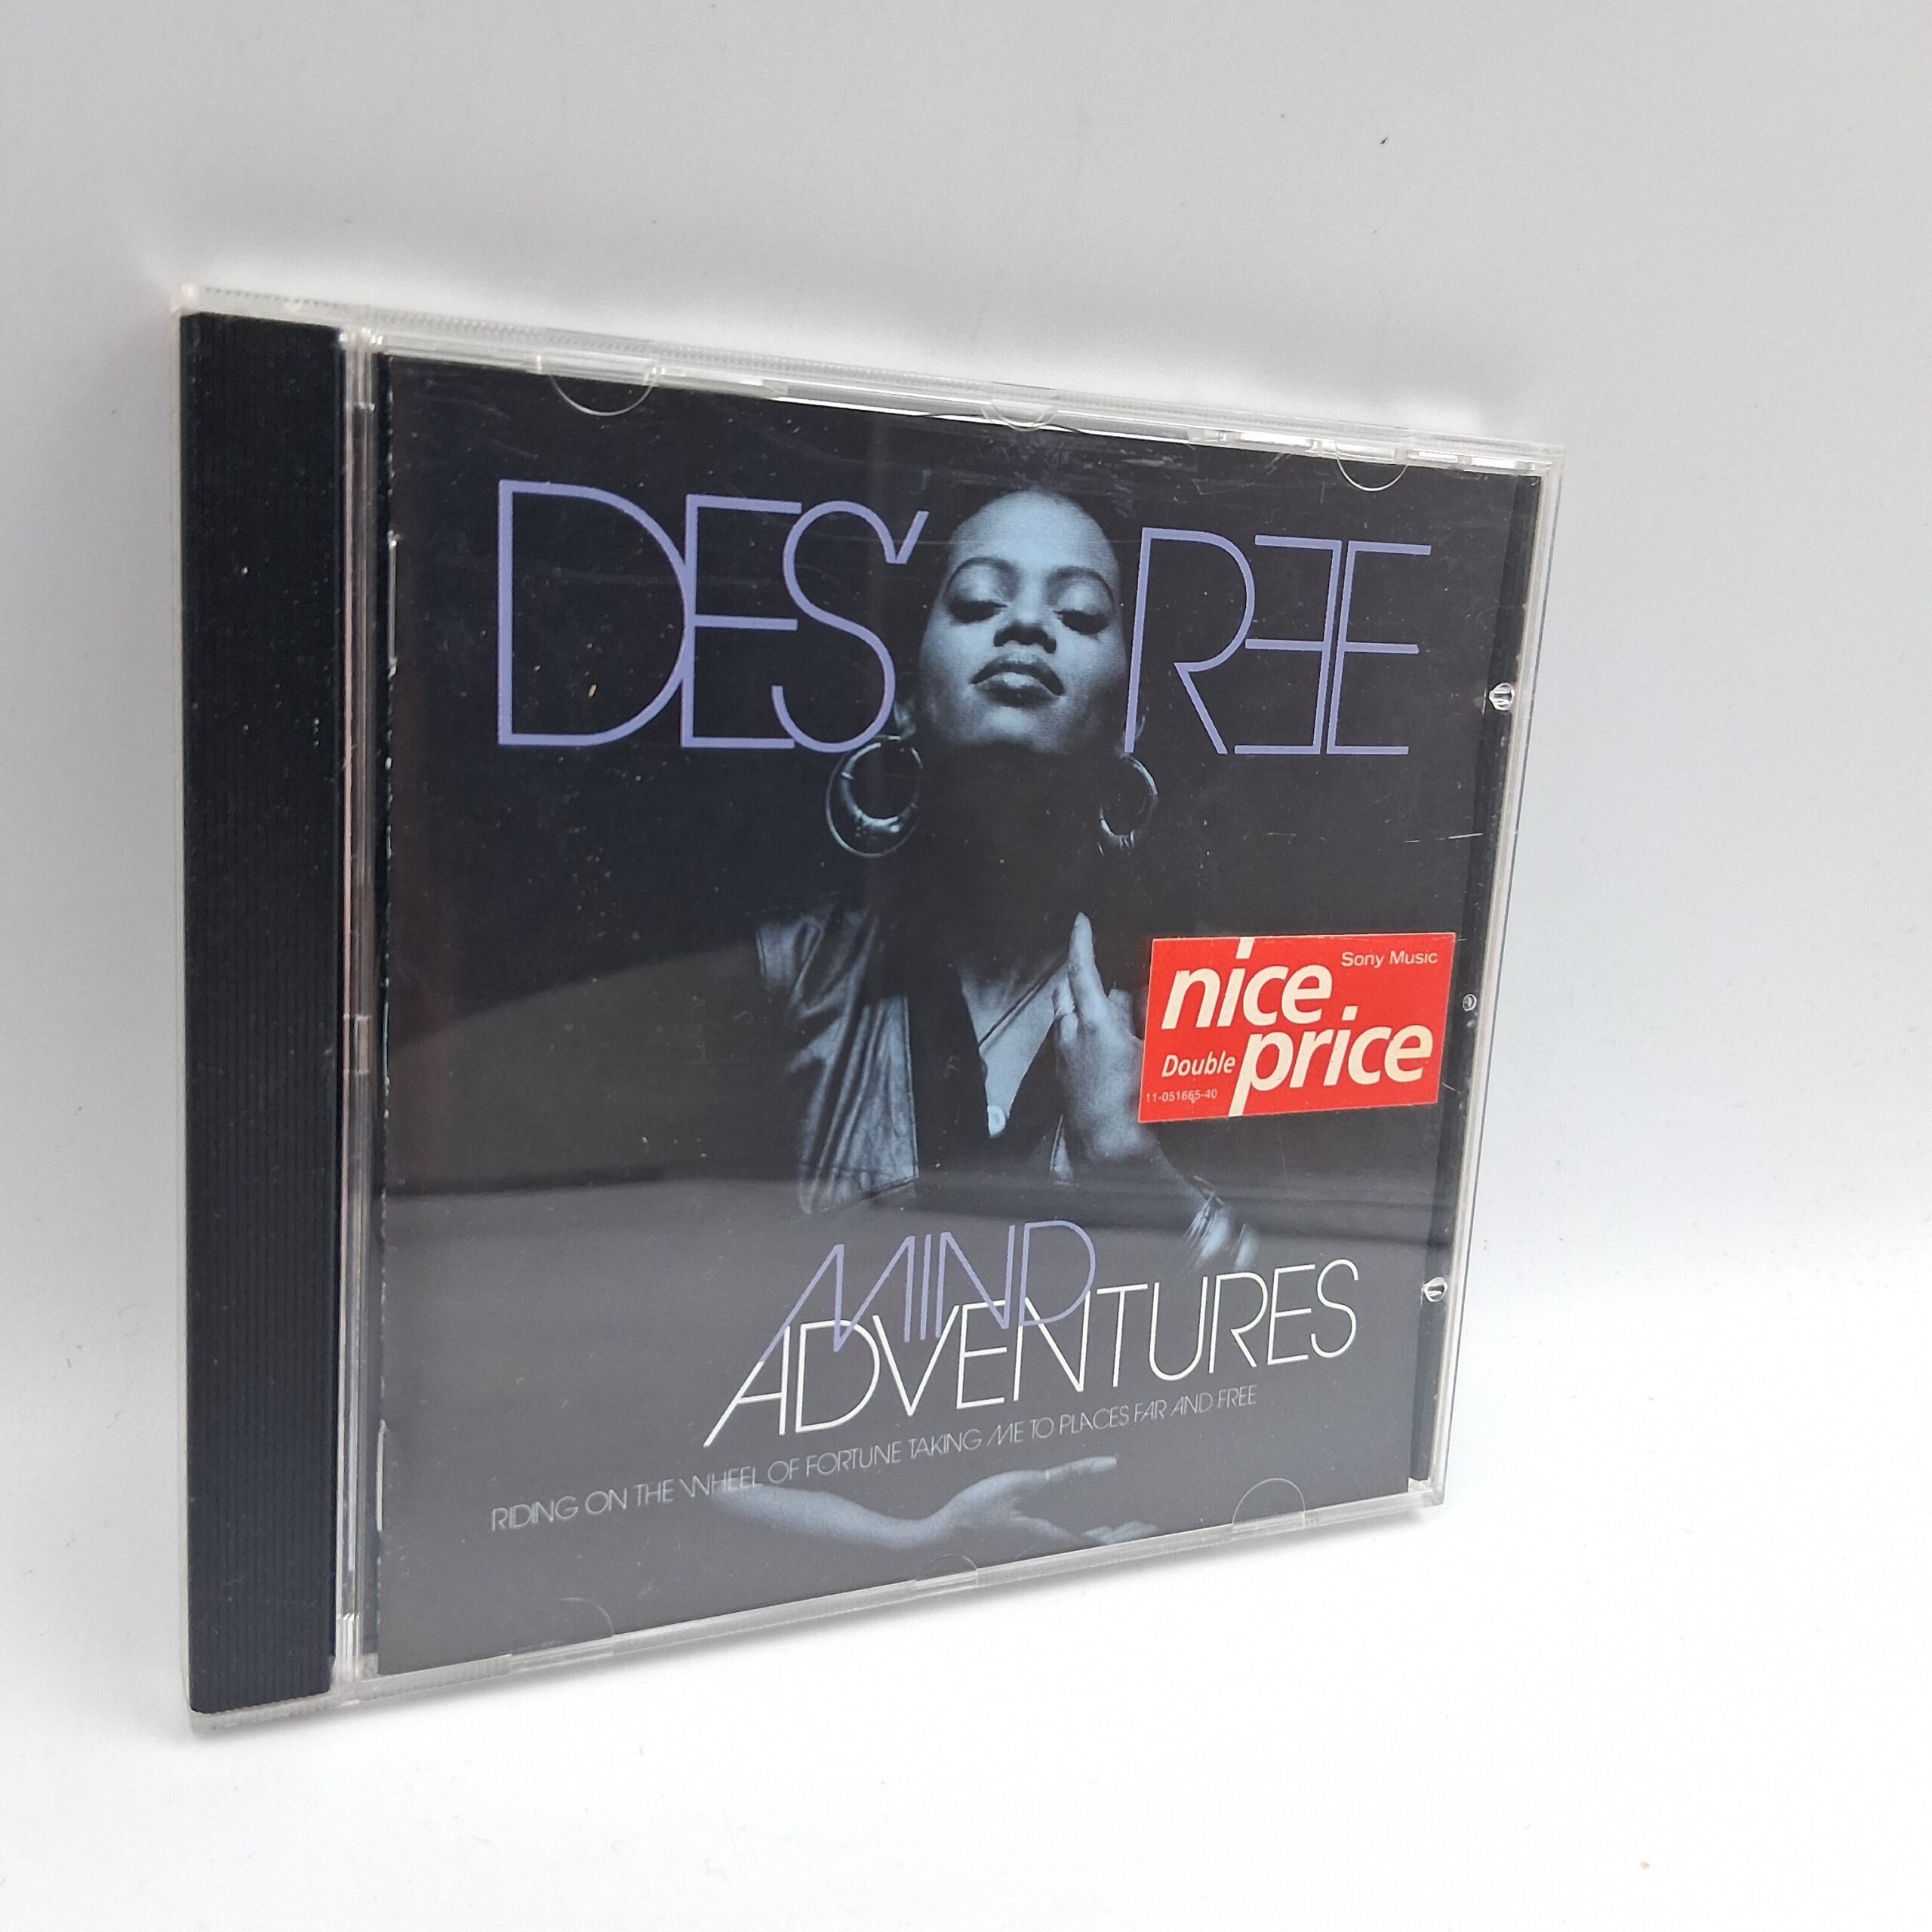 DES'REE
Sony Music
nice
Double price
11-051665-40
MIND
ADVENTURES
RIDING ON THE WHEEL OF FORTUNE TAKING ME TO PLACES FAR AND FREE